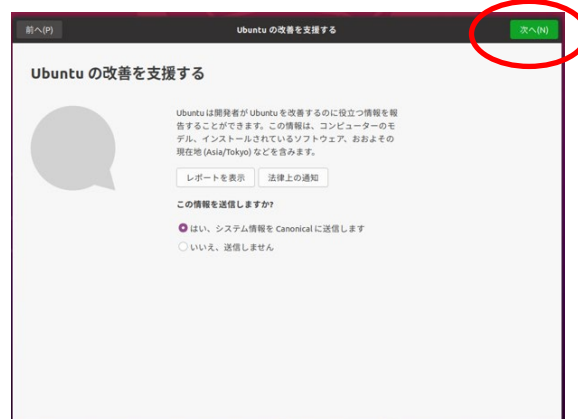 前へ(P)
Ubuntu の改善を支援する
次へ(N)
Ubuntu の改善を支援する
Ubuntu は開発者が Ubuntu を改善するのに役立つ情報を報
告することができます。この情報は、コンピューターのモ
デル、インストールされているソフトウェア、おおよその
現在地 (Asia/Tokyo) などを含みます。
レポートを表示
法律上の通知
この情報を送信しますか?
はい、システム情報を Canonical に送信します
いいえ、送信しません